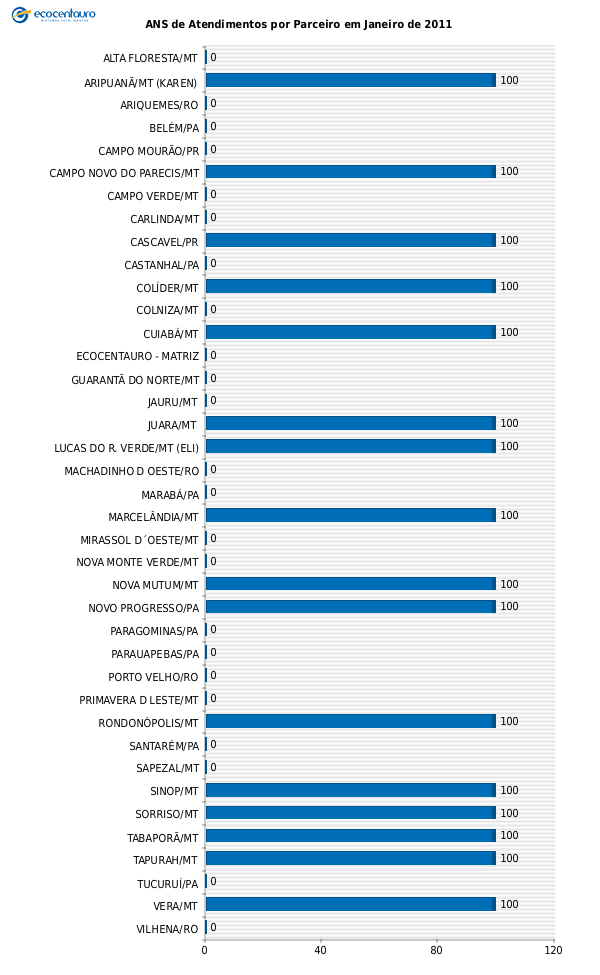 ecocentauro
ANS de Atendimentos por Parceiro em Janeiro de 2011
ALTA FLORESTA/MT 0
ARIPUANÃ/MT (KAREN) 100
ARIQUEMES/RO 0
BELÉM/PA 0
CAMPO MOURÃO/PR 0
CAMPO NOVO DO PARECIS/MT 100
CAMPO VERDE/MT 0
CARLINDA/MT 0
CASCAVEL/PR 100
CASTANHAL/PA 0
COLÍDER/MT 100
COLNIZA/MT 0
CUIABÁ/MT 100
ECOCENTAURO - MATRIZ 0
GUARANTÃ DO NORTE/MT 0
JAURU/MT 0
JUARA/MT 100
LUCAS DO R. VERDE/MT (ELI) 100
MACHADINHO D OESTE/RO 0
MARABÁ/PA 0
MARCELÂNDIA/MT 100
MIRASSOL D´OESTE/MT 0
NOVA MONTE VERDE/MT 0
NOVA MUTUM/MT 100
NOVO PROGRESSO/PA 100
PARAGOMINAS/PA 0
PARAUAPEBAS/PA 0
PORTO VELHO/RO 0
PRIMAVERA D LESTE/MT 0
RONDONÓPOLIS/MT 100
SANTARÉM/PA 0
SAPEZAL/MT 0
SINOP/MT 100
SORRISO/MT 100
TABAPORÃ/MT 100
TAPURAH/MT 100
TUCURUÍ/PA 0
VERA/MT 100
VILHENA/RO 0
0 40 80 120